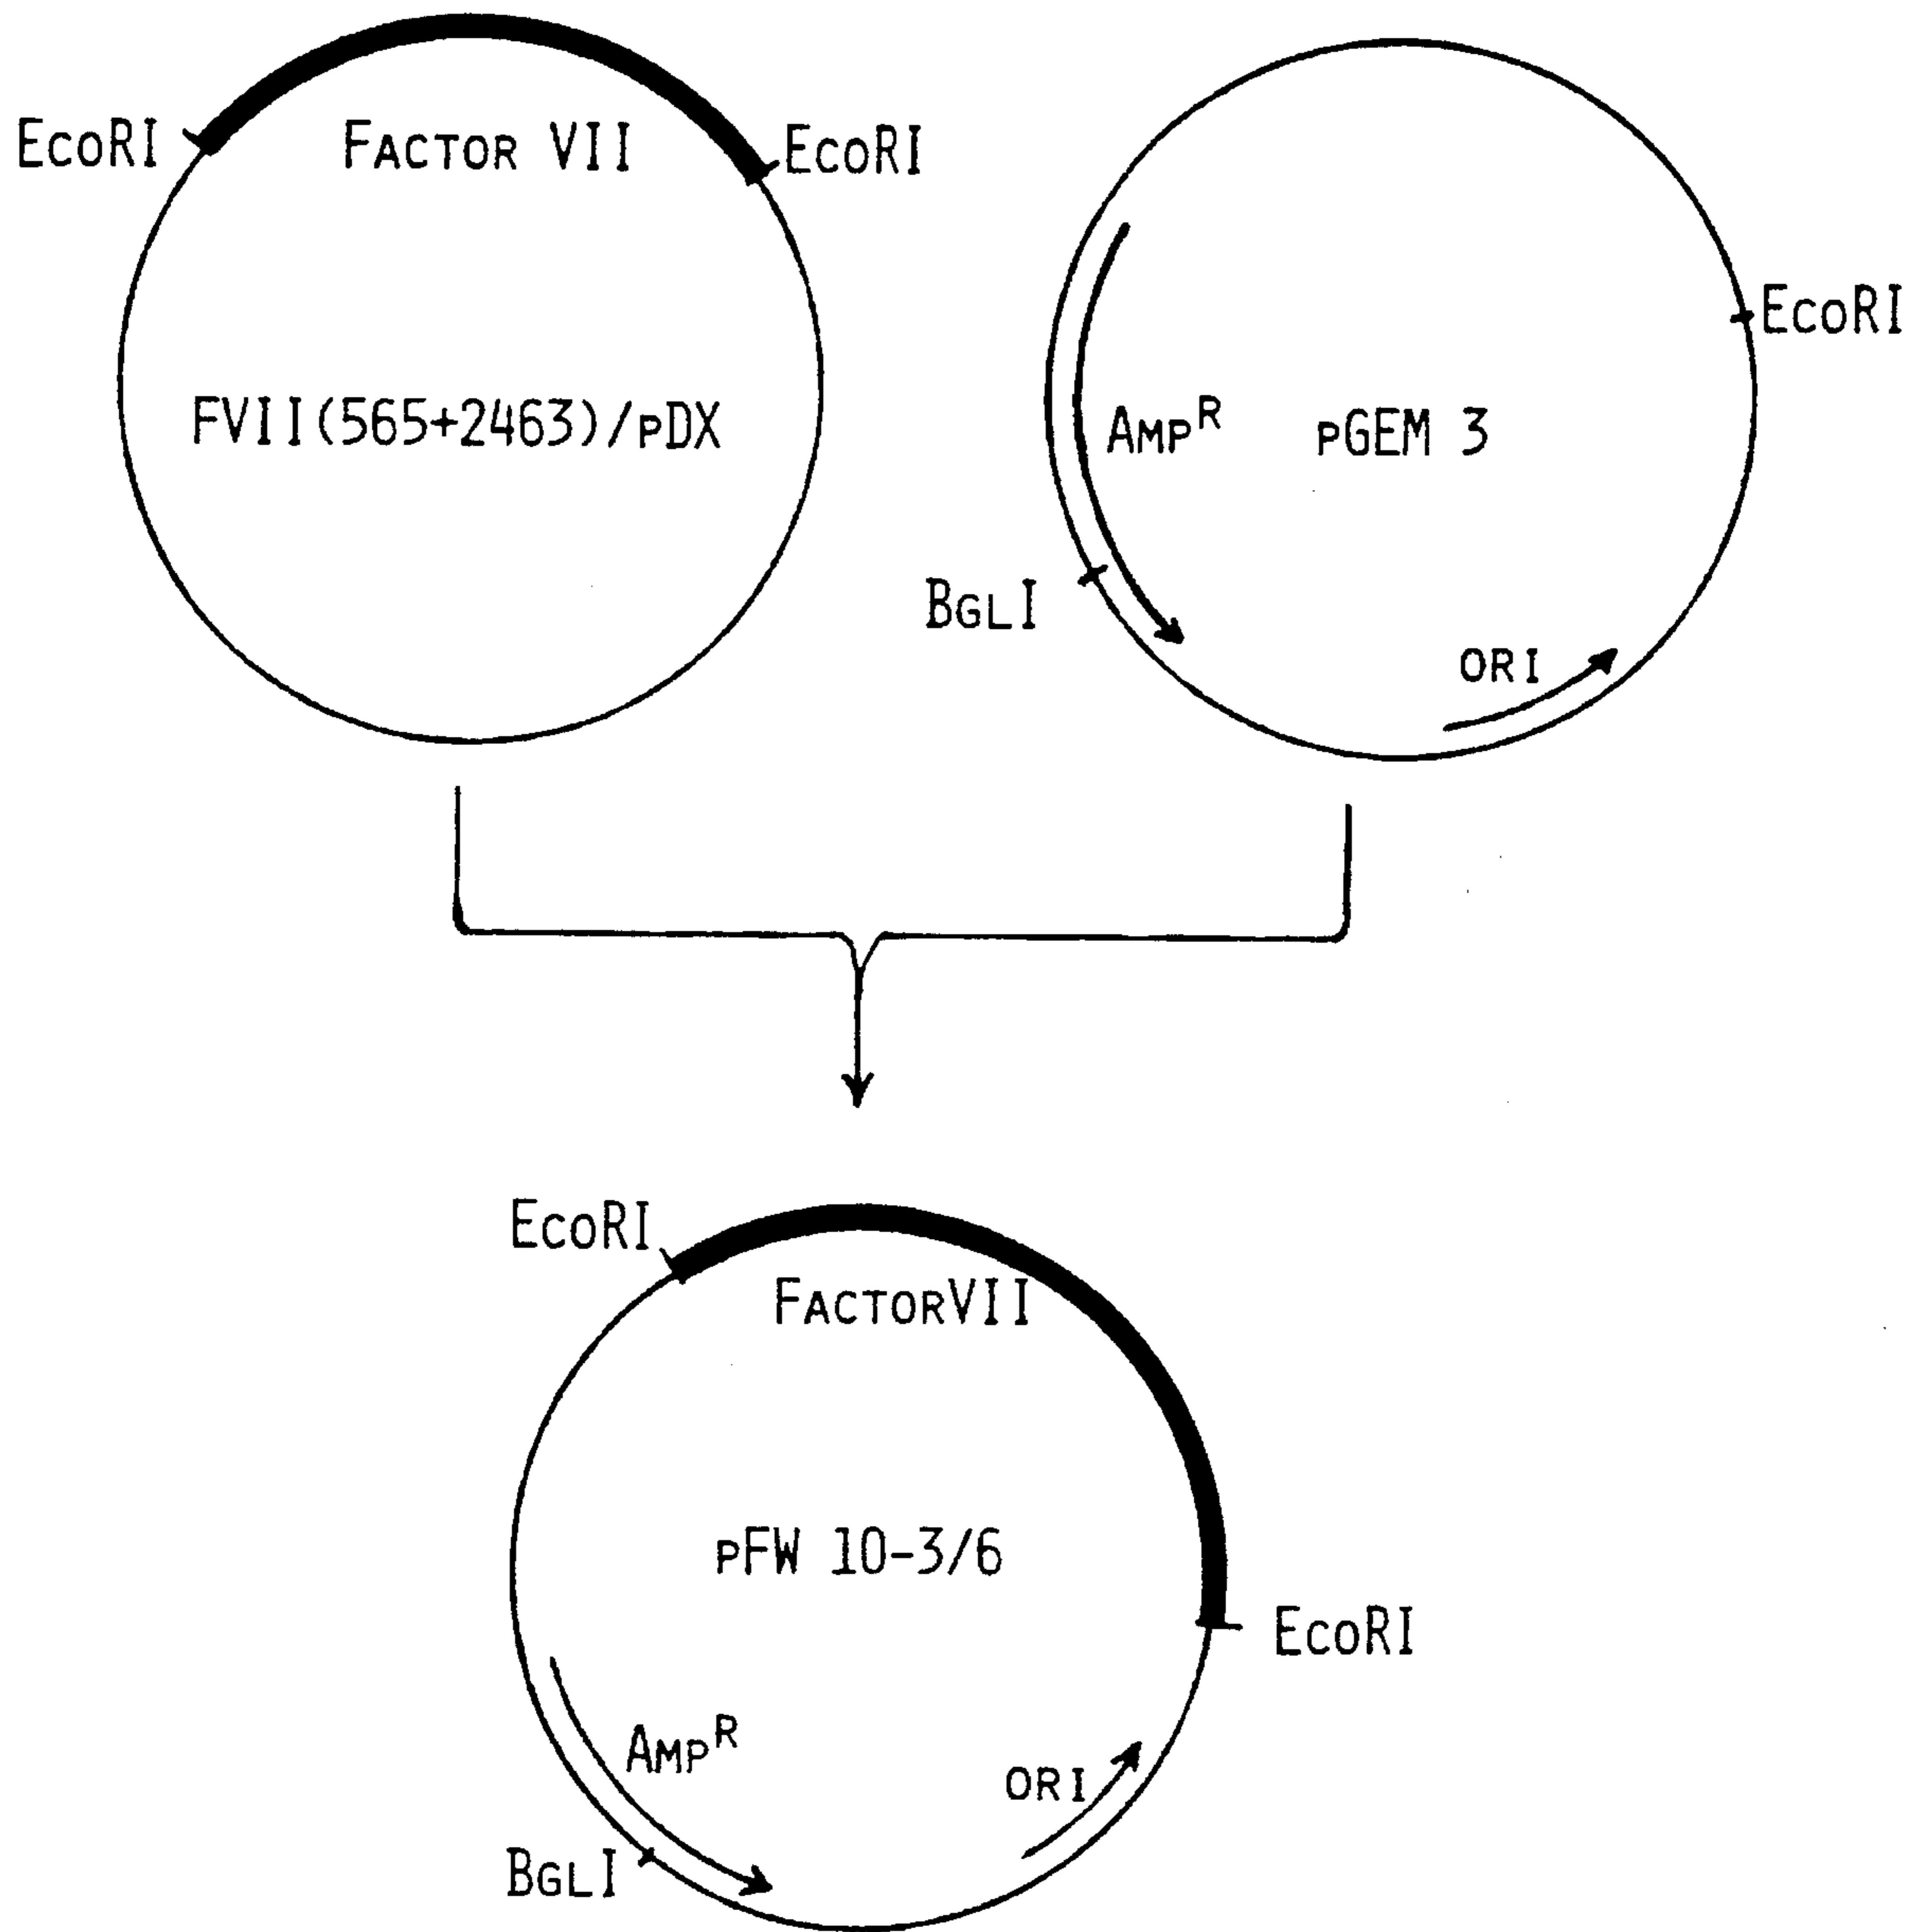 EcoRI
Factor VII
EcoRI
FVII(565+2463)/pDX
EcoRI
AmpR
pGEM 3
BglI
ori
EcoRI
FactorVII
pFW 10-3/6
EcoRI
AmpR
ori
BglI